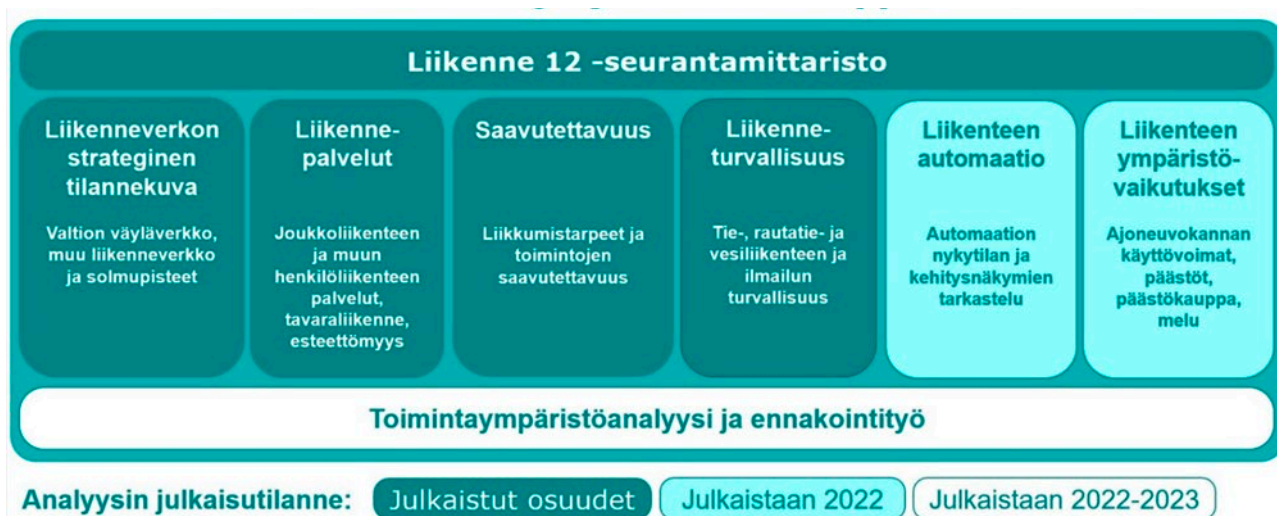 Liikenne 12 -seurantamittaristo
Liikenneverkon
strateginen
tilannekuva
Valtion väyläverkko,
muu liikenneverkko
ja solmupisteet
Liikenne-
palvelut
Joukkoliikenteen
ja muun
henkilöliikenteen
palvelut,
tavaraliikenne,
esteettömyys
Saavutettavuus
Liikkumistarpeet ja
toimintojen
saavutettavuus
Liikenne-
turvallisuus
Tie-, rautatie- ja
vesiliikenteen ja
ilmailun
turvallisuus
Liikenteen
automaatio
Automaation
nykytilan ja
kehitysnäkymien
tarkastelu
Liikenteen
ympäristö-
vaikutukset
Ajoneuvokannan
käyttövoimat,
päästöt,
päästökauppa,
melu
Toimintaympäristöanalyysi ja ennakointityö
Analyysin julkaisutilanne: Julkaistut osuudet Julkaistaan 2022 Julkaistaan 2022-2023